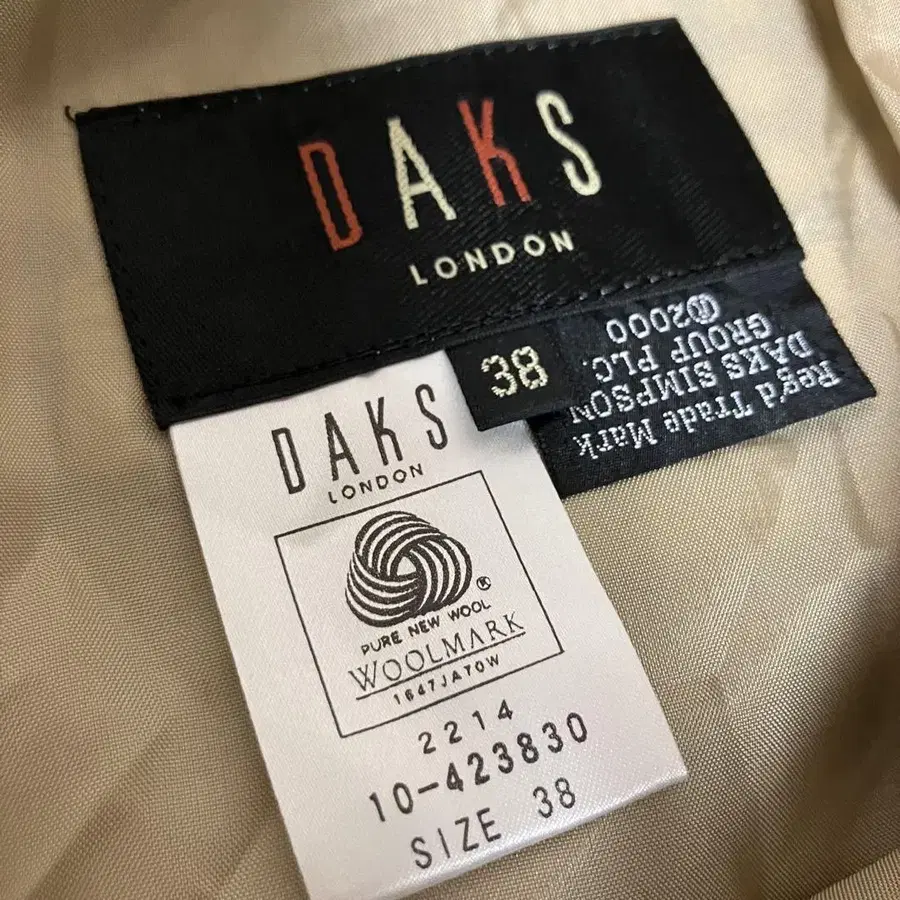 DAKS
LONDON
38
Reg'd Trade Mark
DAKS SIMPSON
GROUP PLC.
©2000
DAKS
LONDON
®
PURE NEW WOOL
WOOLMARK
1647JATOW
2214
10-423830
SIZE 38